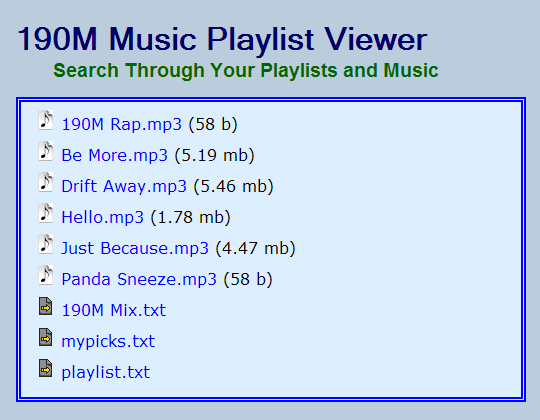 190M Music Playlist Viewer
Search Through Your Playlists and Music
190M Rap.mp3 (58 b)
Be More.mp3 (5.19 mb)
Drift Away.mp3 (5.46 mb)
Hello.mp3 (1.78 mb)
Just Because.mp3 (4.47 mb)
Panda Sneeze.mp3 (58 b)
190M Mix.txt
mypicks.txt
playlist.txt